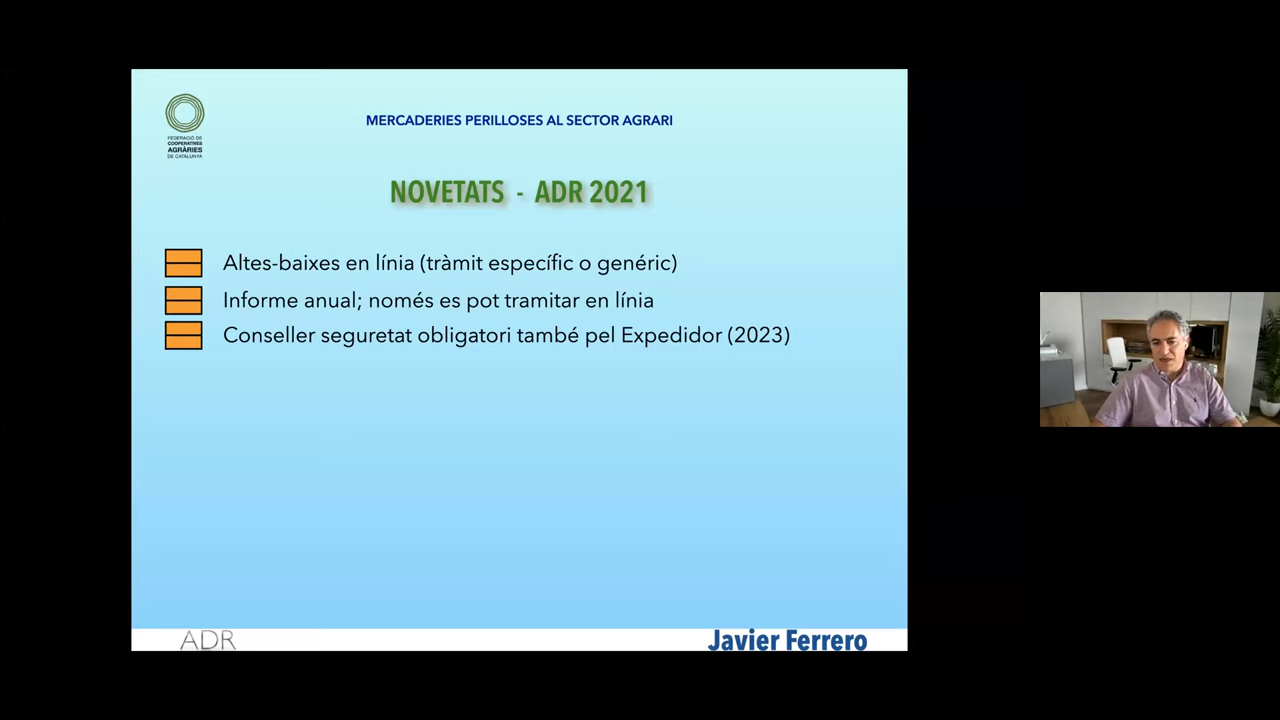 FEDERACIÓ DE
COOPERATIVES
AGRÀRIES
DE CATALUNYA
MERCADERIES PERILLOSES AL SECTOR AGRARI
NOVETATS - ADR 2021
Altes-baixes en línia (tràmit específic o genéric)
Informe anual; només es pot tramitar en línia
Conseller seguretat obligatori també pel Expedidor (2023)
ADR
Javier Ferrero